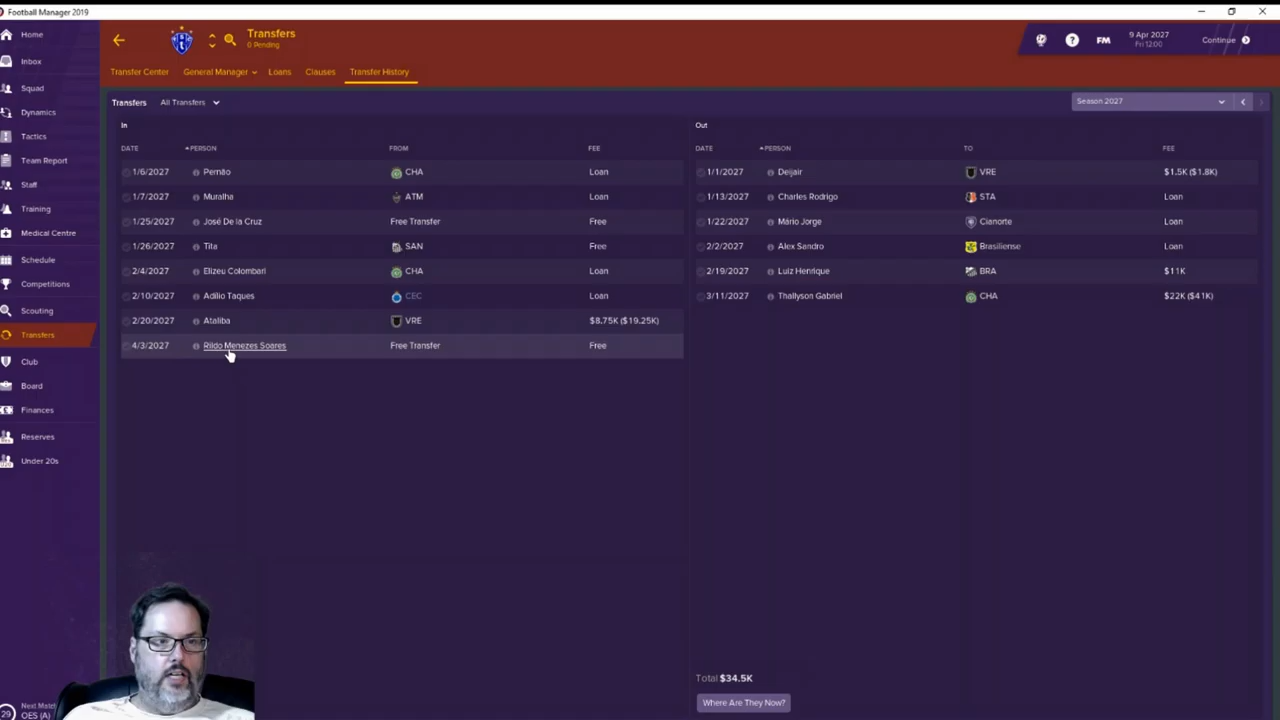 Football Manager 2019
Home
Inbox
Squad
Dynamics
Tactics
Team Report
Staff
Training
Medical Centre
Schedule
Competitions
Scouting
Transfers
Club
Board
Finances
Reserves
Under 20s
Next Match
29 OES (A)
Transfers
0 Pending
FM
9 Apr 2027
Fri 12:00
Continue
Transfer Center General Manager Loans Clauses Transfer History
Transfers All Transfers
Season 2027
In
DATE PERSON FROM FEE
1/6/2027 Pernão CHA Loan
1/7/2027 Muralha ATM Loan
1/25/2027 José De la Cruz Free Transfer Free
1/26/2027 Tita SAN Free
2/4/2027 Elizeu Colombari CHA Loan
2/10/2027 Adílio Taques CEC Loan
2/20/2027 Ataliba VRE $8.75K ($19.25K)
4/3/2027 Rildo Menezes Soares Free Transfer Free
Out
DATE PERSON TO FEE
1/1/2027 Deijair VRE $1.5K ($1.8K)
1/13/2027 Charles Rodrigo STA Loan
1/22/2027 Mário Jorge Cianorte Loan
2/2/2027 Alex Sandro Brasiliense Loan
2/19/2027 Luiz Henrique BRA $11K
3/11/2027 Thallyson Gabriel CHA $22K ($41K)
Total $34.5K
Where Are They Now?